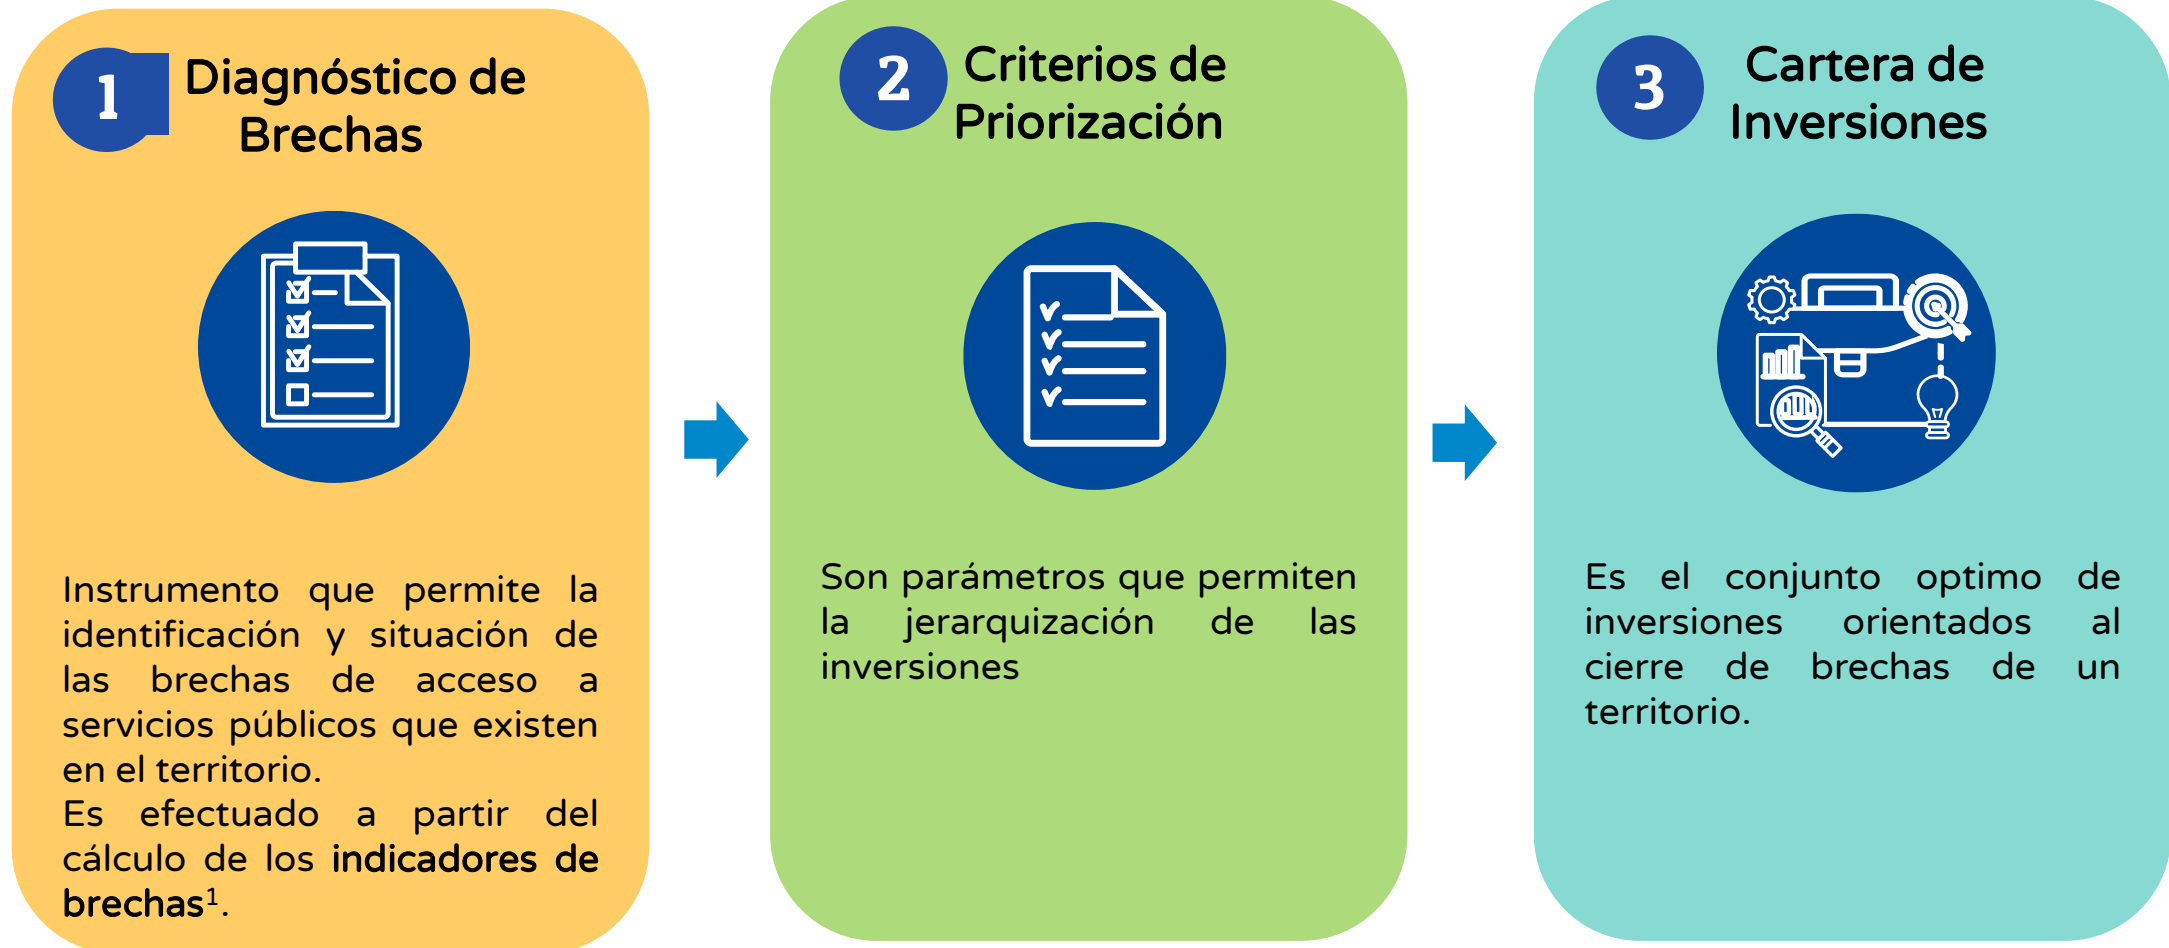 1
Diagnóstico de
Brechas
Instrumento que permite la
identificación y situación de
las brechas de acceso a
servicios públicos que existen
en el territorio.
Es efectuado a partir del
cálculo de los indicadores de
brechas¹.
2
Criterios de
Priorización
Son parámetros que permiten
la jerarquización de las
inversiones
3
Cartera de
Inversiones
Es el conjunto optimo de
inversiones orientados al
cierre de brechas de un
territorio.